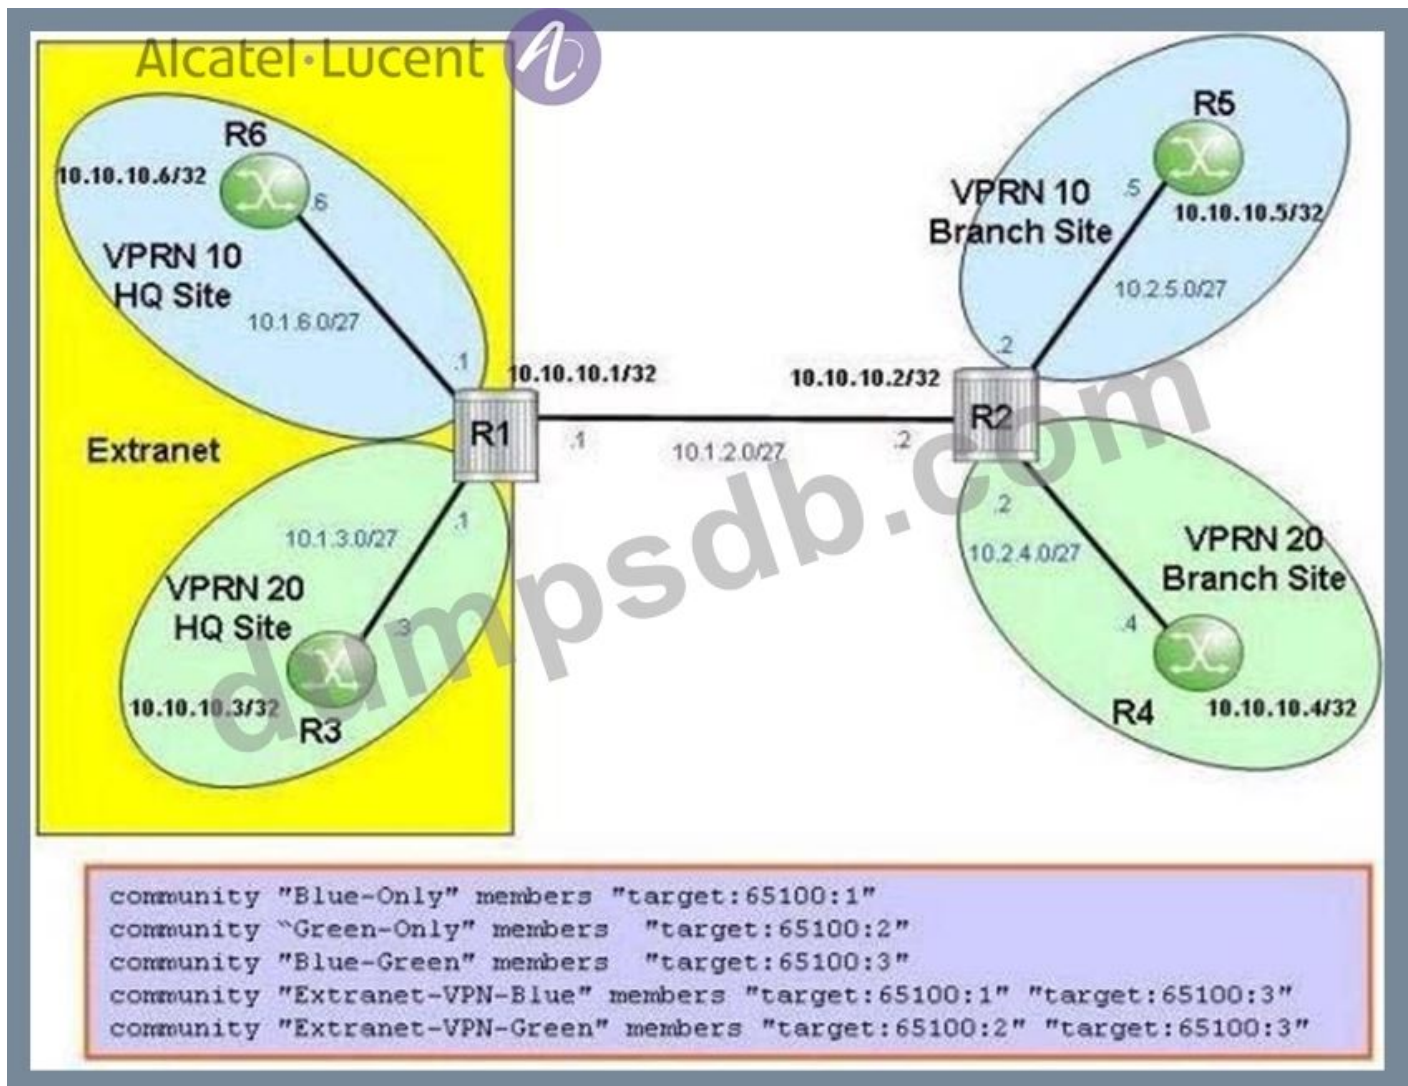 Alcatel·Lucent
R6
10.10.10.6/32
.6
VPRN 10
HQ Site
10.1.6.0/27
.1
R5
VPRN 10
Branch Site
.5
10.10.10.5/32
10.2.5.0/27
.2
10.10.10.1/32
10.10.10.2/32
R1
R2
.1
10.1.2.0/27
.2
Extranet
10.1.3.0/27
.1
VPRN 20
HQ Site
.3
10.10.10.3/32
R3
.2
10.2.4.0/27
VPRN 20
Branch Site
.4
R4
10.10.10.4/32
dumpsdb.com
community "Blue-Only" members "target:65100:1"
community “Green-Only" members "target:65100:2"
community "Blue-Green" members "target:65100:3"
community "Extranet-VPN-Blue" members "target:65100:1" "target:65100:3"
community "Extranet-VPN-Green" members "target:65100:2" "target:65100:3"